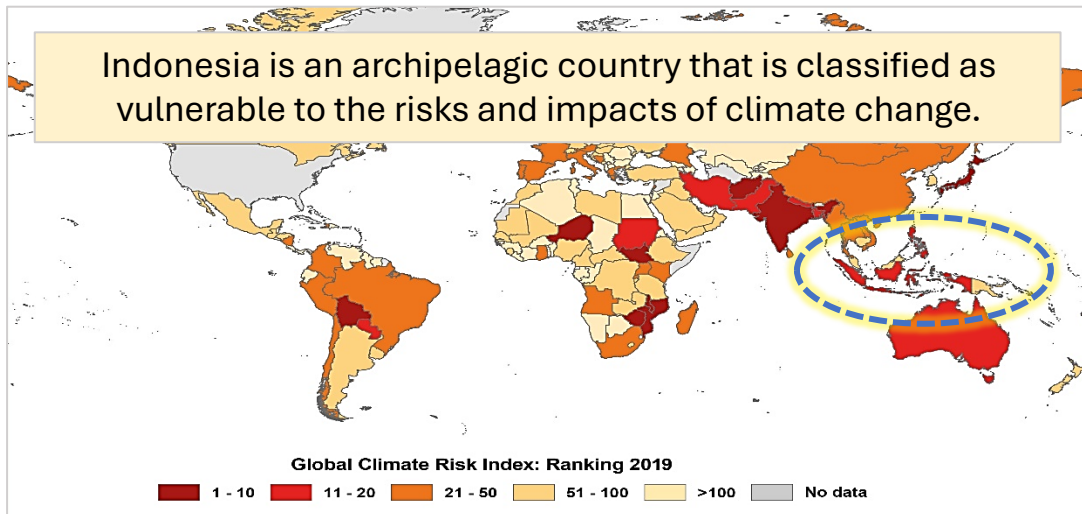 Indonesia is an archipelagic country that is classified as
vulnerable to the risks and impacts of climate change.
Global Climate Risk Index: Ranking 2019
1 - 10 11 - 20 21 - 50 51 - 100 >100 No data